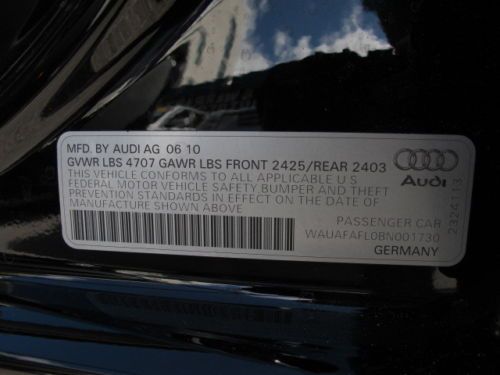 MFD. BY AUDI AG 06 10
GVWR LBS 4707 GAWR LBS FRONT 2425/REAR 2403
THIS VEHICLE CONFORMS TO ALL APPLICABLE U.S
FEDERAL MOTOR VEHICLE SAFETY, BUMPER AND THEFT
PREVENTION STANDARDS IN EFFECT ON THE DATE OF
MANUFACTURE SHOWN ABOVE
Audi
PASSENGER CAR
WAUAFAFL0BN001730
GERMANY
2324113